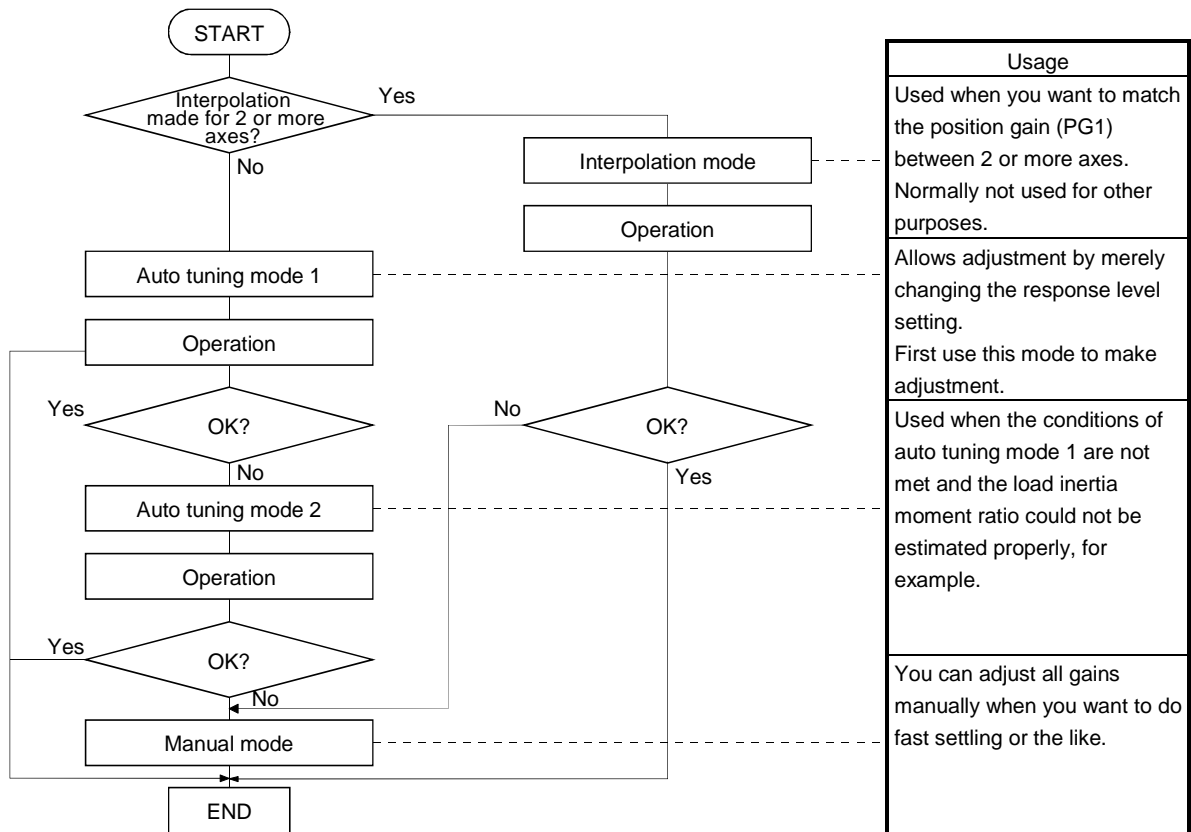 START
Interpolation
made for 2 or more
axes?
Yes
No
Interpolation mode
Operation
Auto tuning mode 1
Operation
Yes
OK?
No
No
OK?
Yes
Auto tuning mode 2
Operation
Yes
OK?
No
Manual mode
END
Usage
Used when you want to match
the position gain (PG1)
between 2 or more axes.
Normally not used for other
purposes.
Allows adjustment by merely
changing the response level
setting.
First use this mode to make
adjustment.
Used when the conditions of
auto tuning mode 1 are not
met and the load inertia
moment ratio could not be
estimated properly, for
example.
You can adjust all gains
manually when you want to do
fast settling or the like.